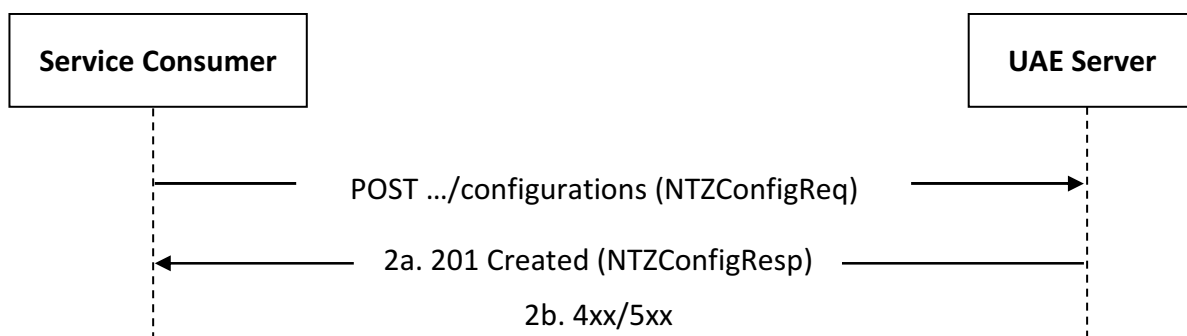 Service Consumer
UAE Server
POST .../configurations (NTZConfigReq)
2a. 201 Created (NTZConfigResp)
2b. 4xx/5xx